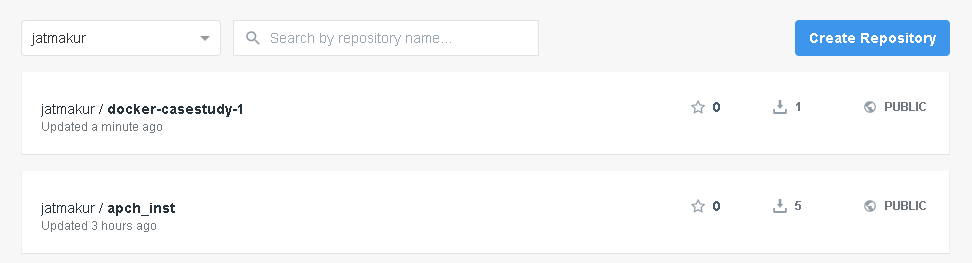 jatmakur
Search by repository name...
Create Repository
jatmakur / docker-casestudy-1
0
1
PUBLIC
Updated a minute ago
jatmakur / apch_inst
0
5
PUBLIC
Updated 3 hours ago